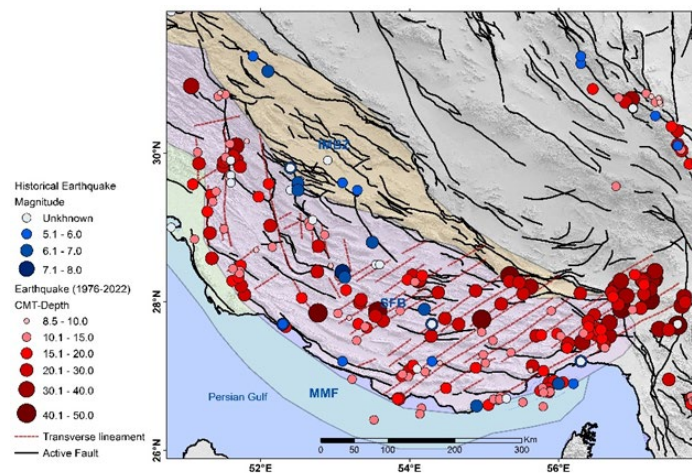 Historical Earthquake
Magnitude
Unkhnown
5.1 - 6.0
6.1 - 7.0
7.1 - 8.0
Earthquake (1976-2022)
CMT-Depth
8.5 - 10.0
10.1 - 15.0
15.1 - 20.0
20.1 - 30.0
30.1 - 40.0
40.1 - 50.0
Transverse lineament
Active Fault
30°N
28°N
26°N
SFB
MMF
Persian Gulf
0 50 100 200 300
Km
52°E
54°E
56°E